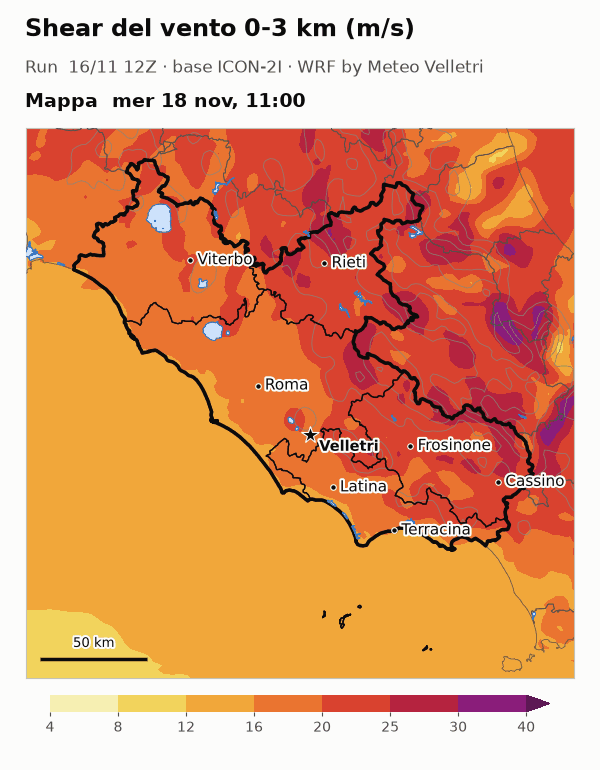 Shear del vento 0-3 km (m/s)
Run  16/11 12Z · base ICON-2I · WRF by Meteo Velletri
Mappa  mer 18 nov, 11:00
Viterbo
Rieti
Roma
Velletri
Frosinone
Cassino
Latina
Terracina
50 km
4 8 12 16 20 25 30 40